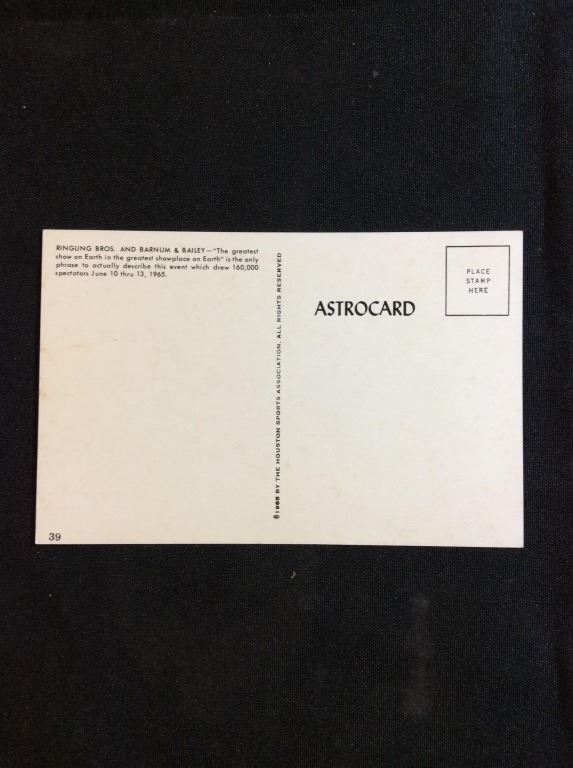 RINGLING BROS. AND BARNUM & BAILEY—"The greatest
show on Earth in the greatest showplace on Earth" is the only
phrase to actually describe this event which drew 160,000
spectators June 10 thru 13, 1965.
39
©1965 BY THE HOUSTON SPORTS ASSOCIATION, ALL RIGHTS RESERVED
ASTROCARD
PLACE
STAMP
HERE